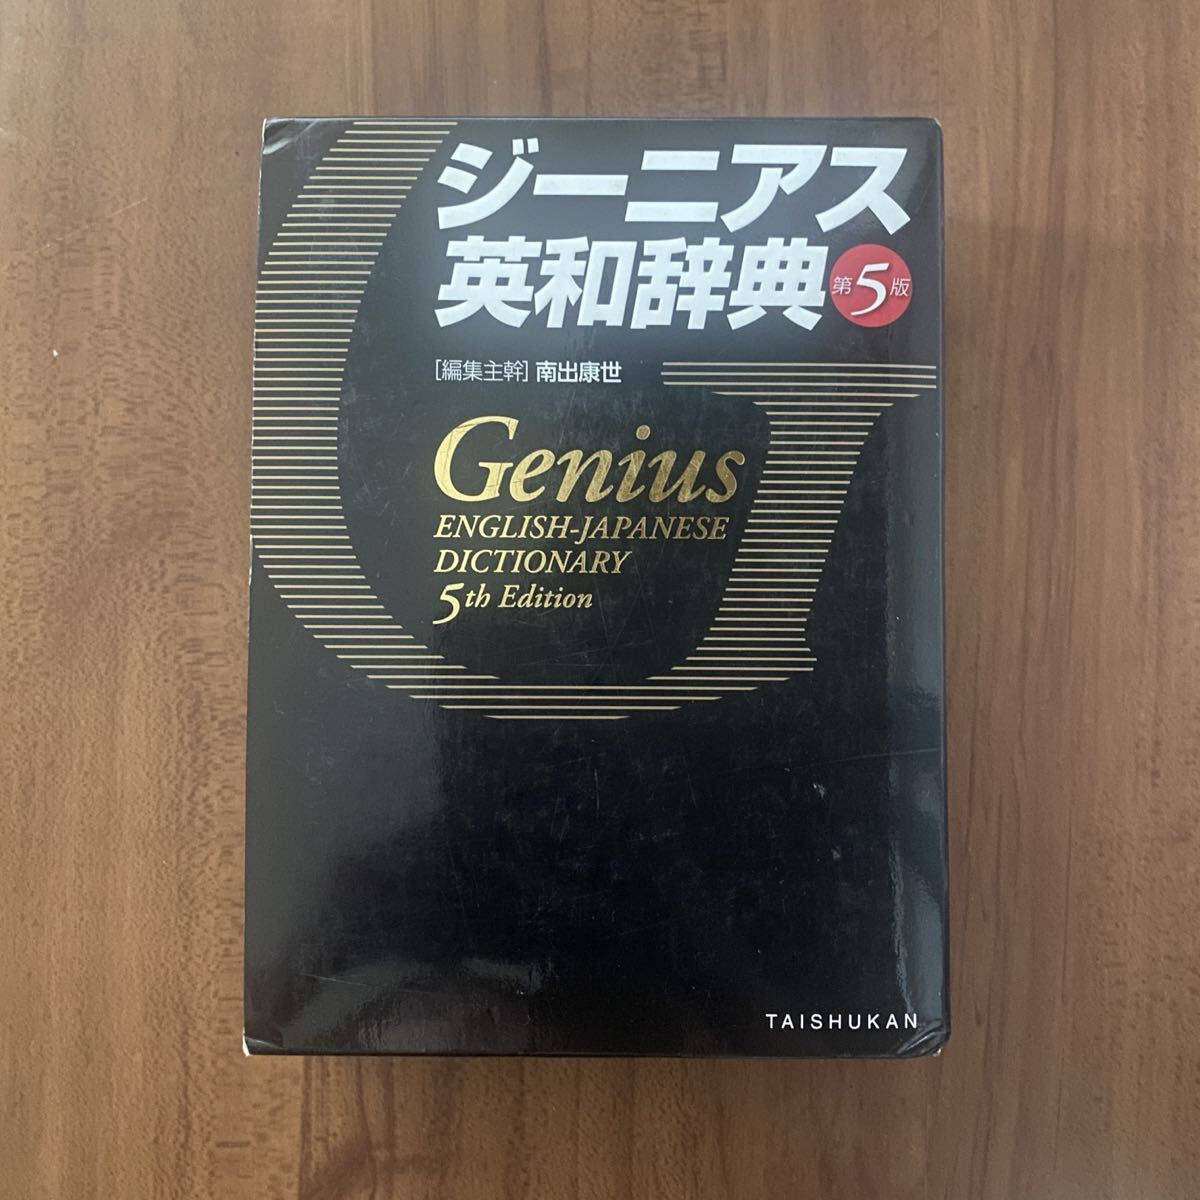 ジーニアス
英和辞典 第5版
［編集主幹］南出康世
Genius
ENGLISH-JAPANESE
DICTIONARY
5th Edition
TAISHUKAN